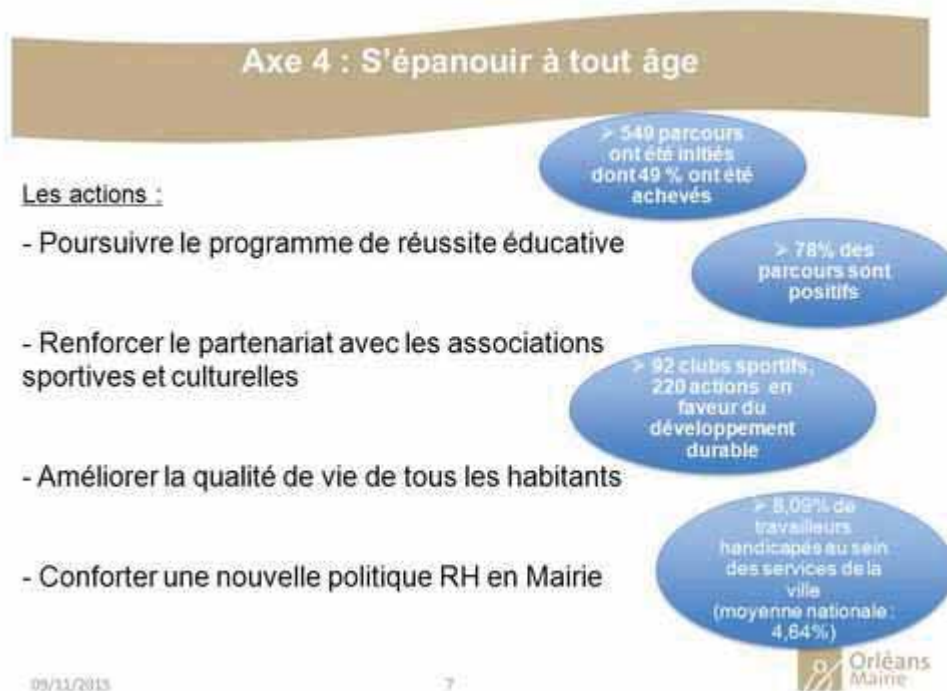 Axe 4 : S'épanouir à tout âge
> 549 parcours
ont été initiés
dont 49 % ont été
achevés
Les actions :
- Poursuivre le programme de réussite éducative
> 78% des
parcours sont
positifs
- Renforcer le partenariat avec les associations
sportives et culturelles
> 92 clubs sportifs,
220 actions en
faveur du
développement
durable
- Améliorer la qualité de vie de tous les habitants
> 8,09% de
travailleurs
handicapés au sein
des services de la
ville
(moyenne nationale :
4,64%)
- Conforter une nouvelle politique RH en Mairie
09/11/2015
7
Orléans
Mairie